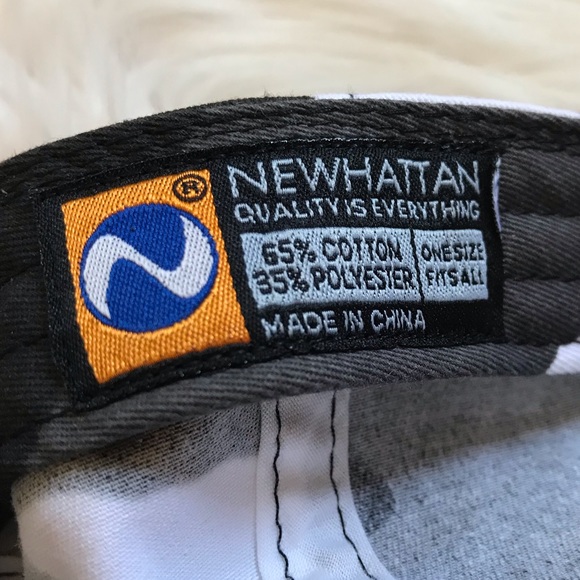 ®
NEWHATTAN
QUALITY IS EVERYTHING
65% COTTON
35% POLYESTER
ONE SIZE
FITS ALL
MADE IN CHINA